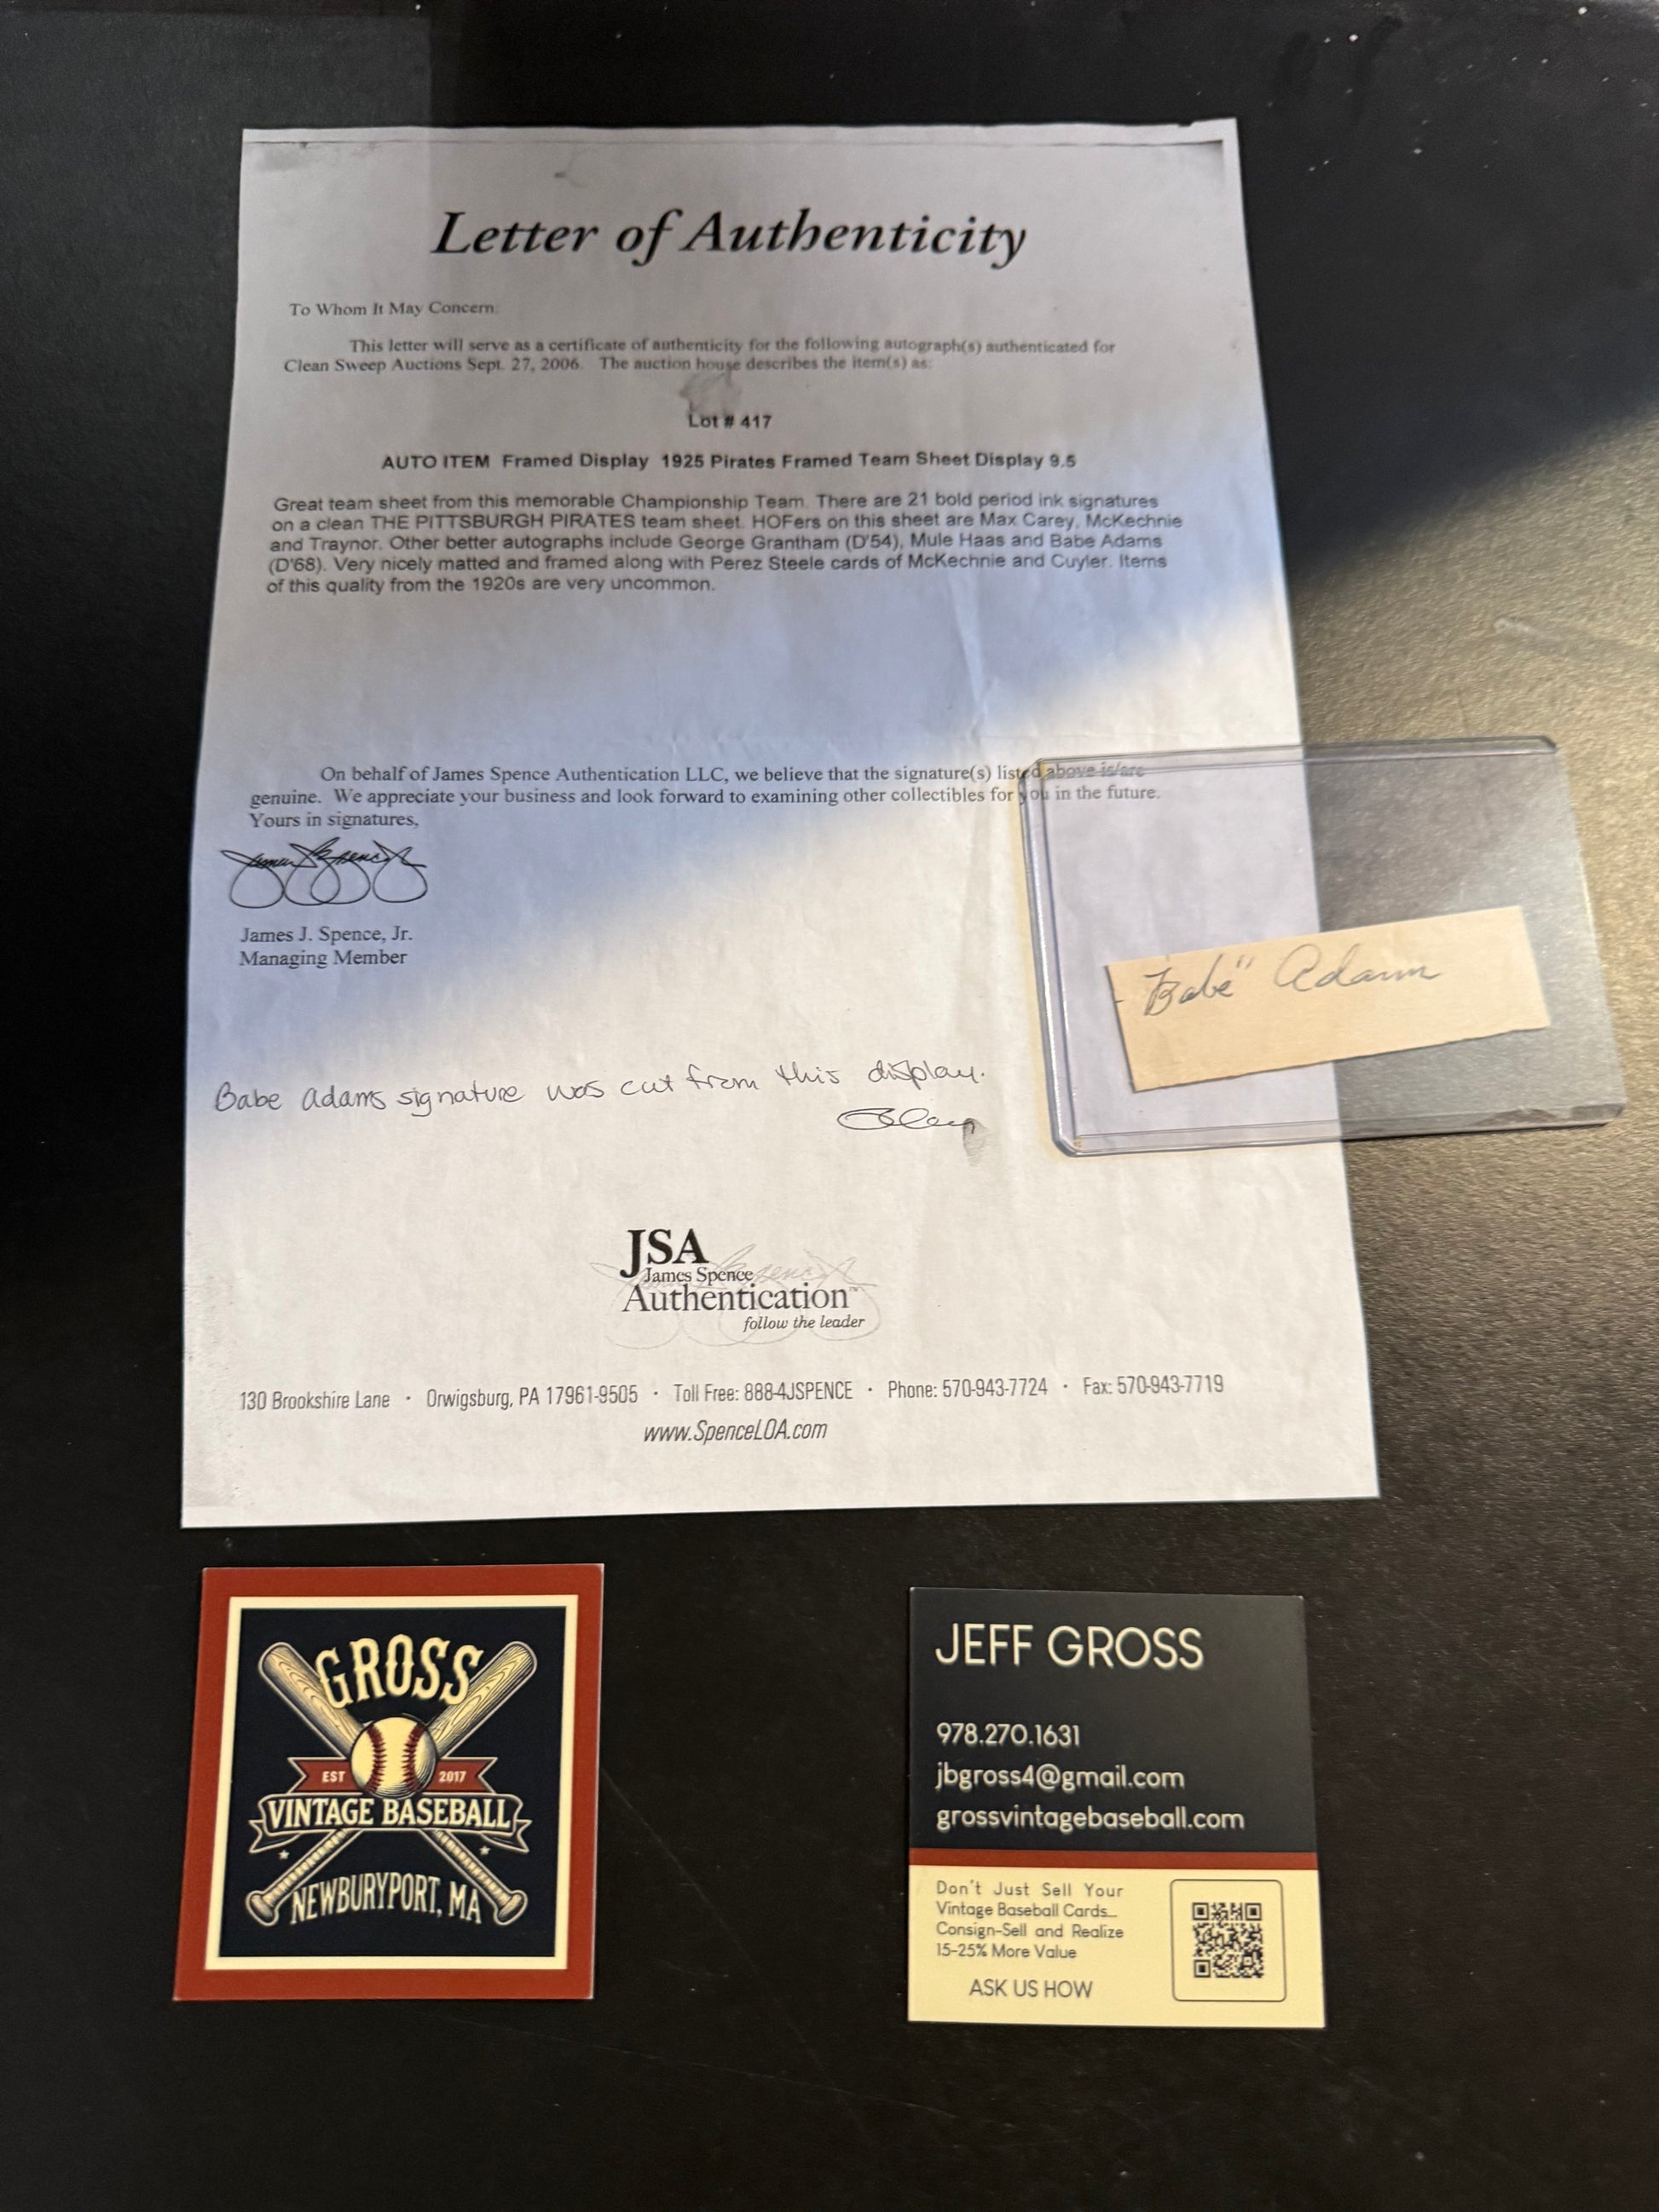 Letter of Authenticity
To Whom It May Concern:
This letter will serve as a certificate of authenticity for the following autograph(s) authenticated for
Clean Sweep Auctions Sept. 27, 2006. The auction house describes the item(s) as:
Lot # 417
AUTO ITEM Framed Display 1925 Pirates Framed Team Sheet Display 9.5
Great team sheet from this memorable Championship Team. There are 21 bold period ink signatures
on a clean THE PITTSBURGH PIRATES team sheet. HOFers on this sheet are Max Carey, McKechnie
and Traynor. Other better autographs include George Grantham (D'54), Mule Haas and Babe Adams
(D'68). Very nicely matted and framed along with Perez Steele cards of McKechnie and Cuyler. Items
of this quality from the 1920s are very uncommon.
On behalf of James Spence Authentication LLC, we believe that the signature(s) listed above is/are
genuine. We appreciate your business and look forward to examining other collectibles for you in the future.
Yours in signatures,
James J. Spence, Jr.
Managing Member
"Babe" Adams
Babe Adams signature was cut from this display.
JSA
James Spence
Authentication™
follow the leader
130 Brookshire Lane · Orwigsburg, PA 17961-9505 · Toll Free: 888-4JSPENCE · Phone: 570-943-7724 · Fax: 570-943-7719
www.SpenceLOA.com
GROSS
EST 2017
VINTAGE BASEBALL
NEWBURYPORT, MA
JEFF GROSS
978.270.1631
jbgross4@gmail.com
grossvintagebaseball.com
Don't Just Sell Your
Vintage Baseball Cards...
Consign-Sell and Realize
15-25% More Value
ASK US HOW